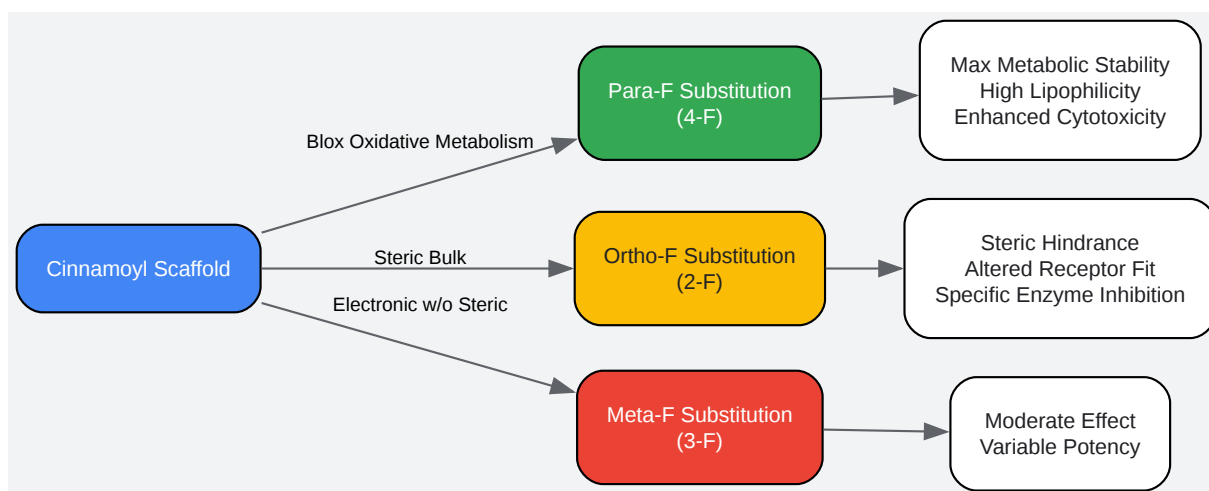 Cinnamoyl Scaffold
Blox Oxidative Metabolism
Steric Bulk
Electronic w/o Steric
Para-F Substitution
(4-F)
Max Metabolic Stability
High Lipophilicity
Enhanced Cytotoxicity
Ortho-F Substitution
(2-F)
Steric Hindrance
Altered Receptor Fit
Specific Enzyme Inhibition
Meta-F Substitution
(3-F)
Moderate Effect
Variable Potency